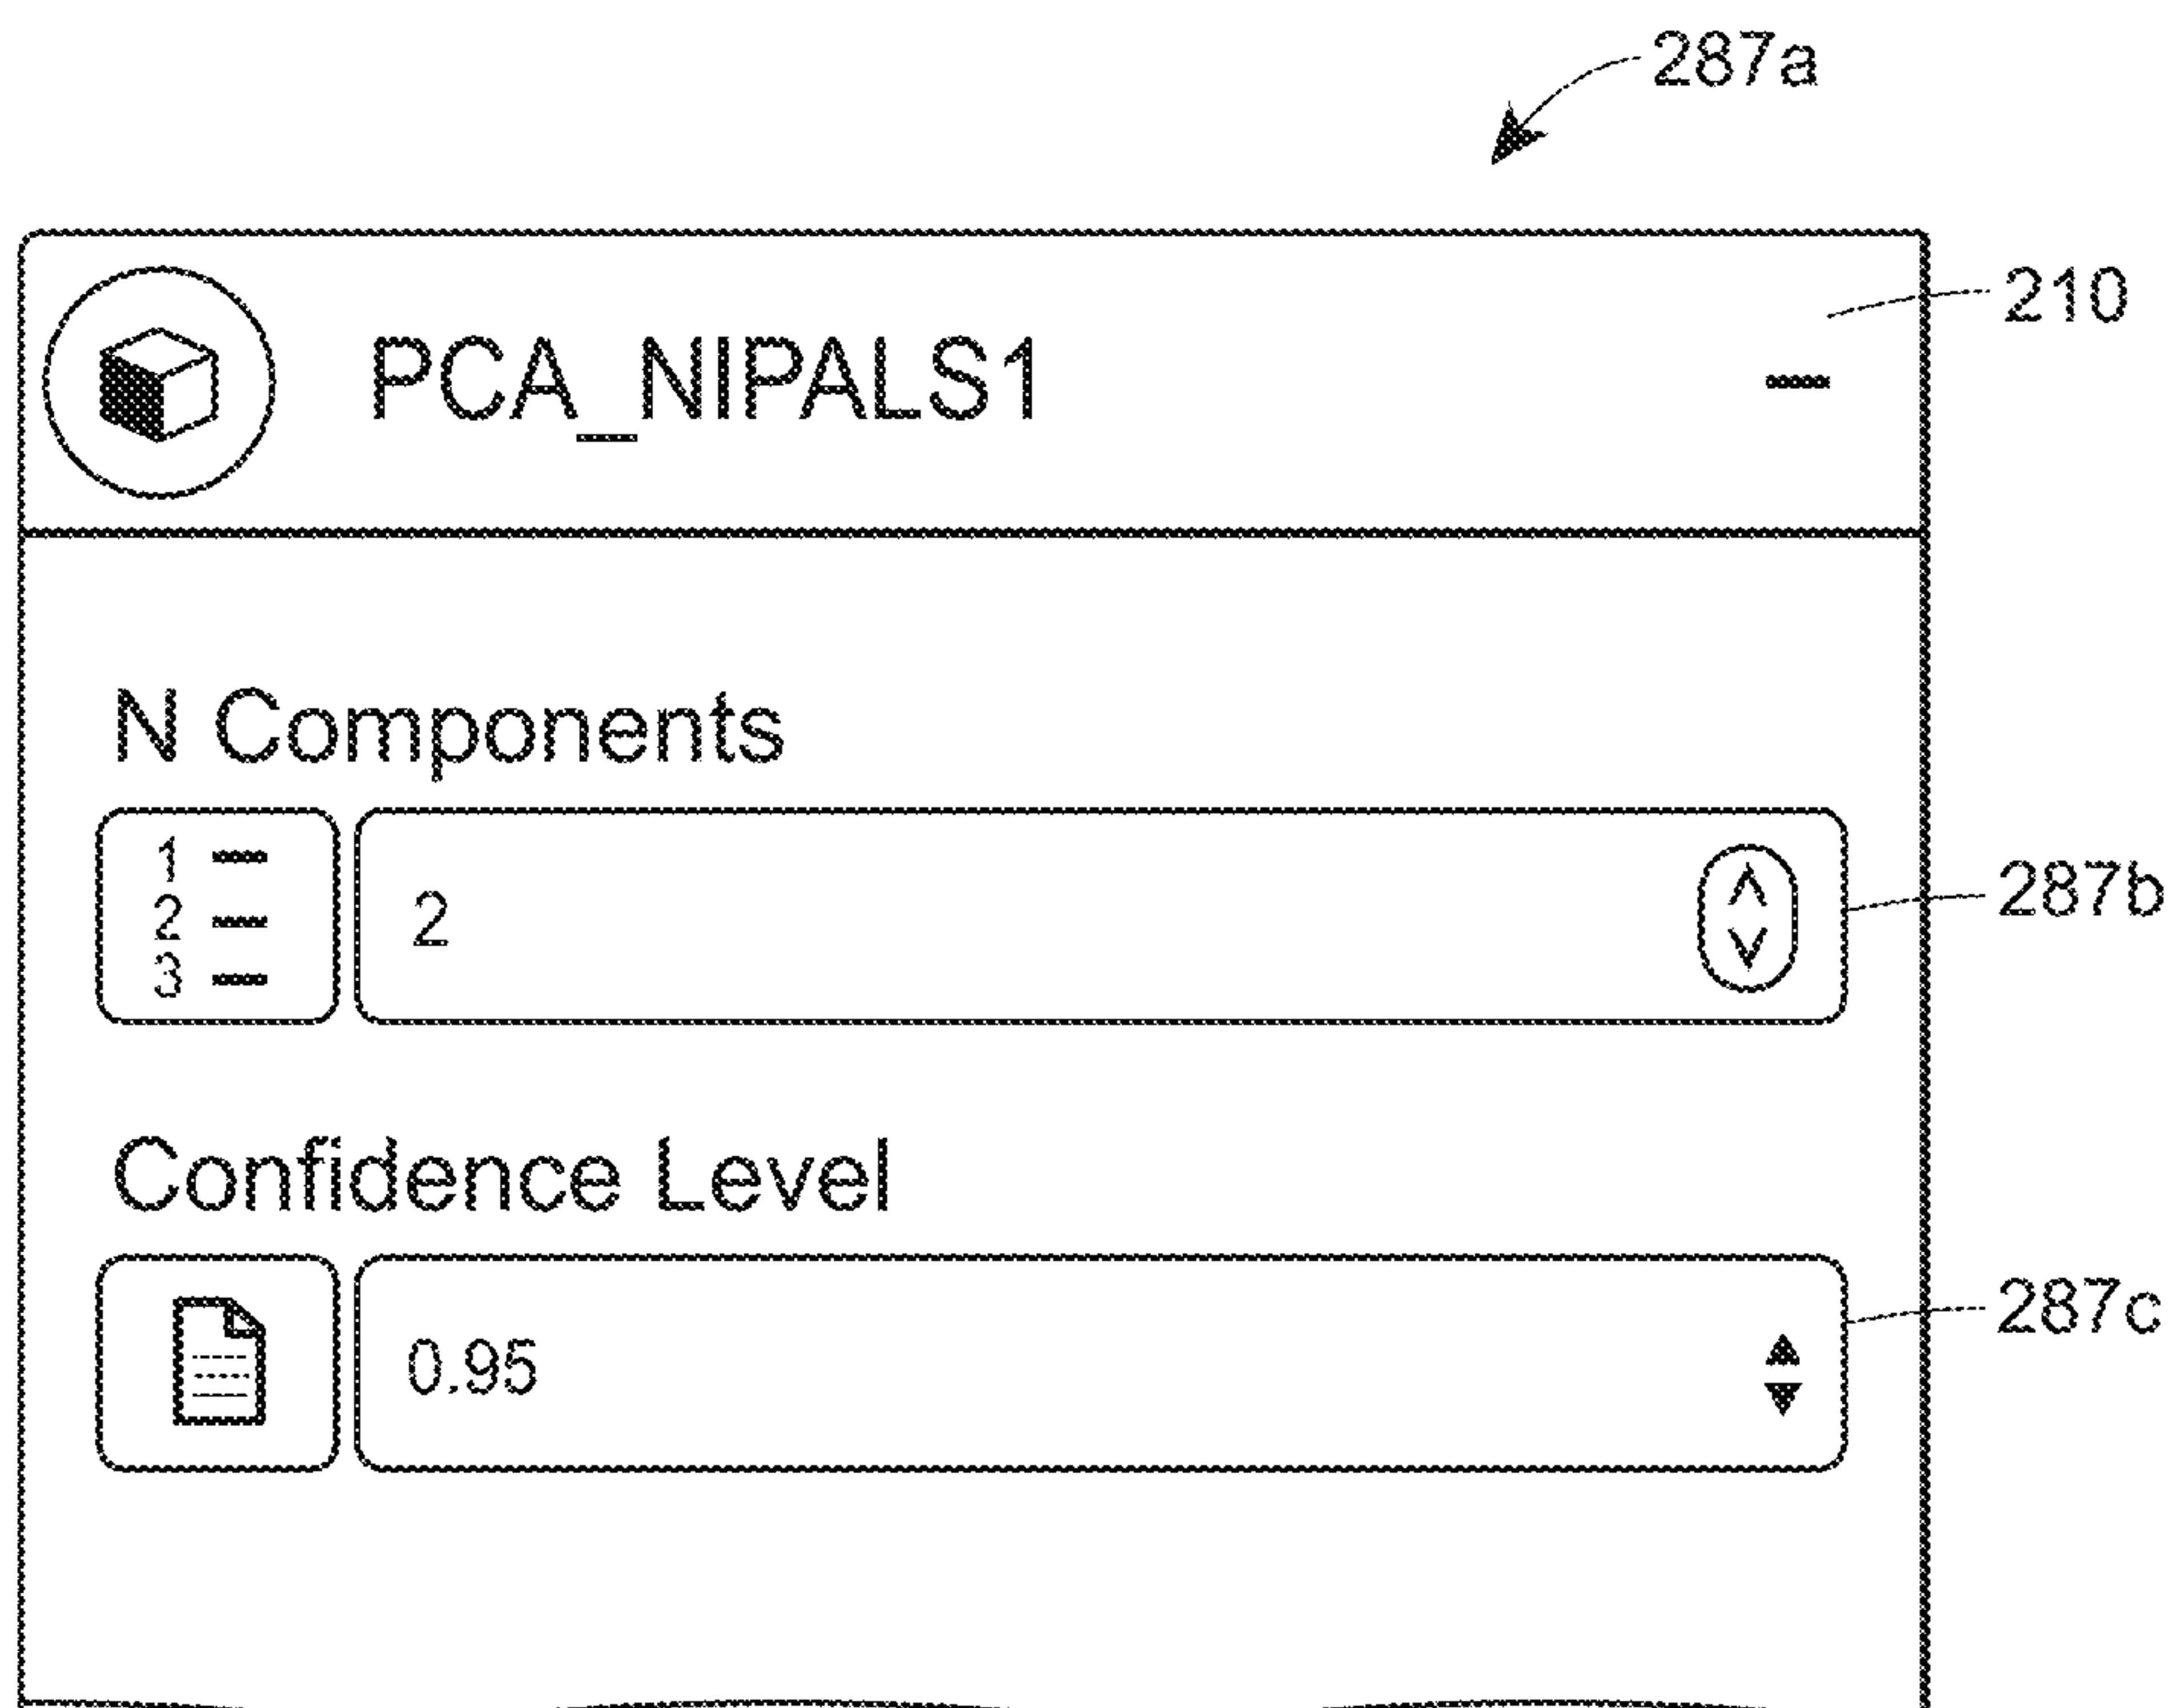 287a
210
PCA_NIPALS1
N Components
1
2
3
2
287b
Confidence Level
0.95
287c